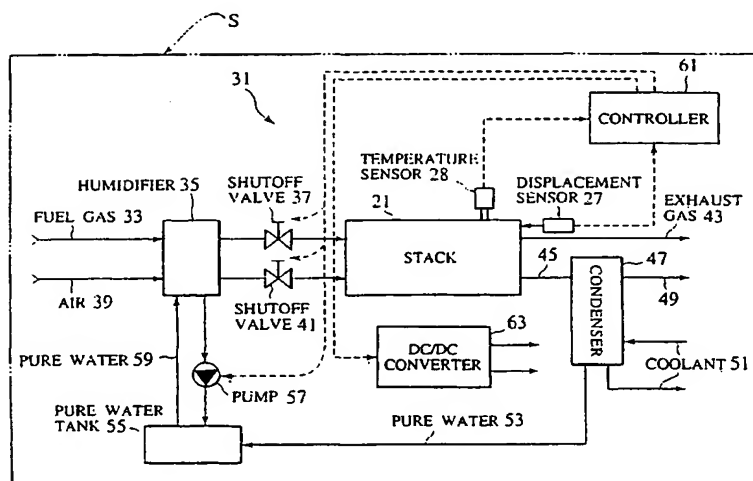 S
31
61
CONTROLLER
TEMPERATURE
SENSOR 28
DISPLACEMENT
SENSOR 27
EXHAUST
GAS 43
HUMIDIFIER 35
SHUTOFF
VALVE 37
21
FUEL GAS 33
STACK
45
47
CONDENSER
49
AIR 39
SHUTOFF
VALVE 41
63
DC/DC
CONVERTER
COOLANT 51
PURE WATER 59
PUMP 57
PURE WATER
TANK 55
PURE WATER 53